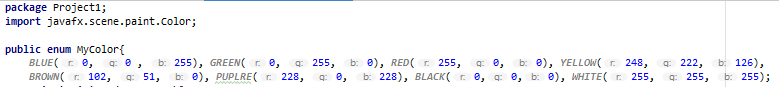 package Project1;
import javafx.scene.paint.Color;
public enum MyColor{
BLUE( r: 0, g: 0 , b: 255), GREEN( r: 0, g: 255, b: 0), RED( r: 255, g: 0, b: 0), YELLOW( r: 248, g: 222, b: 126),
BROWN( r: 102, g: 51, b: 0), PUPLRE( r: 228, g: 0, b: 228), BLACK( r: 0, g: 0, b: 0), WHITE( r: 255, g: 255, b: 255);